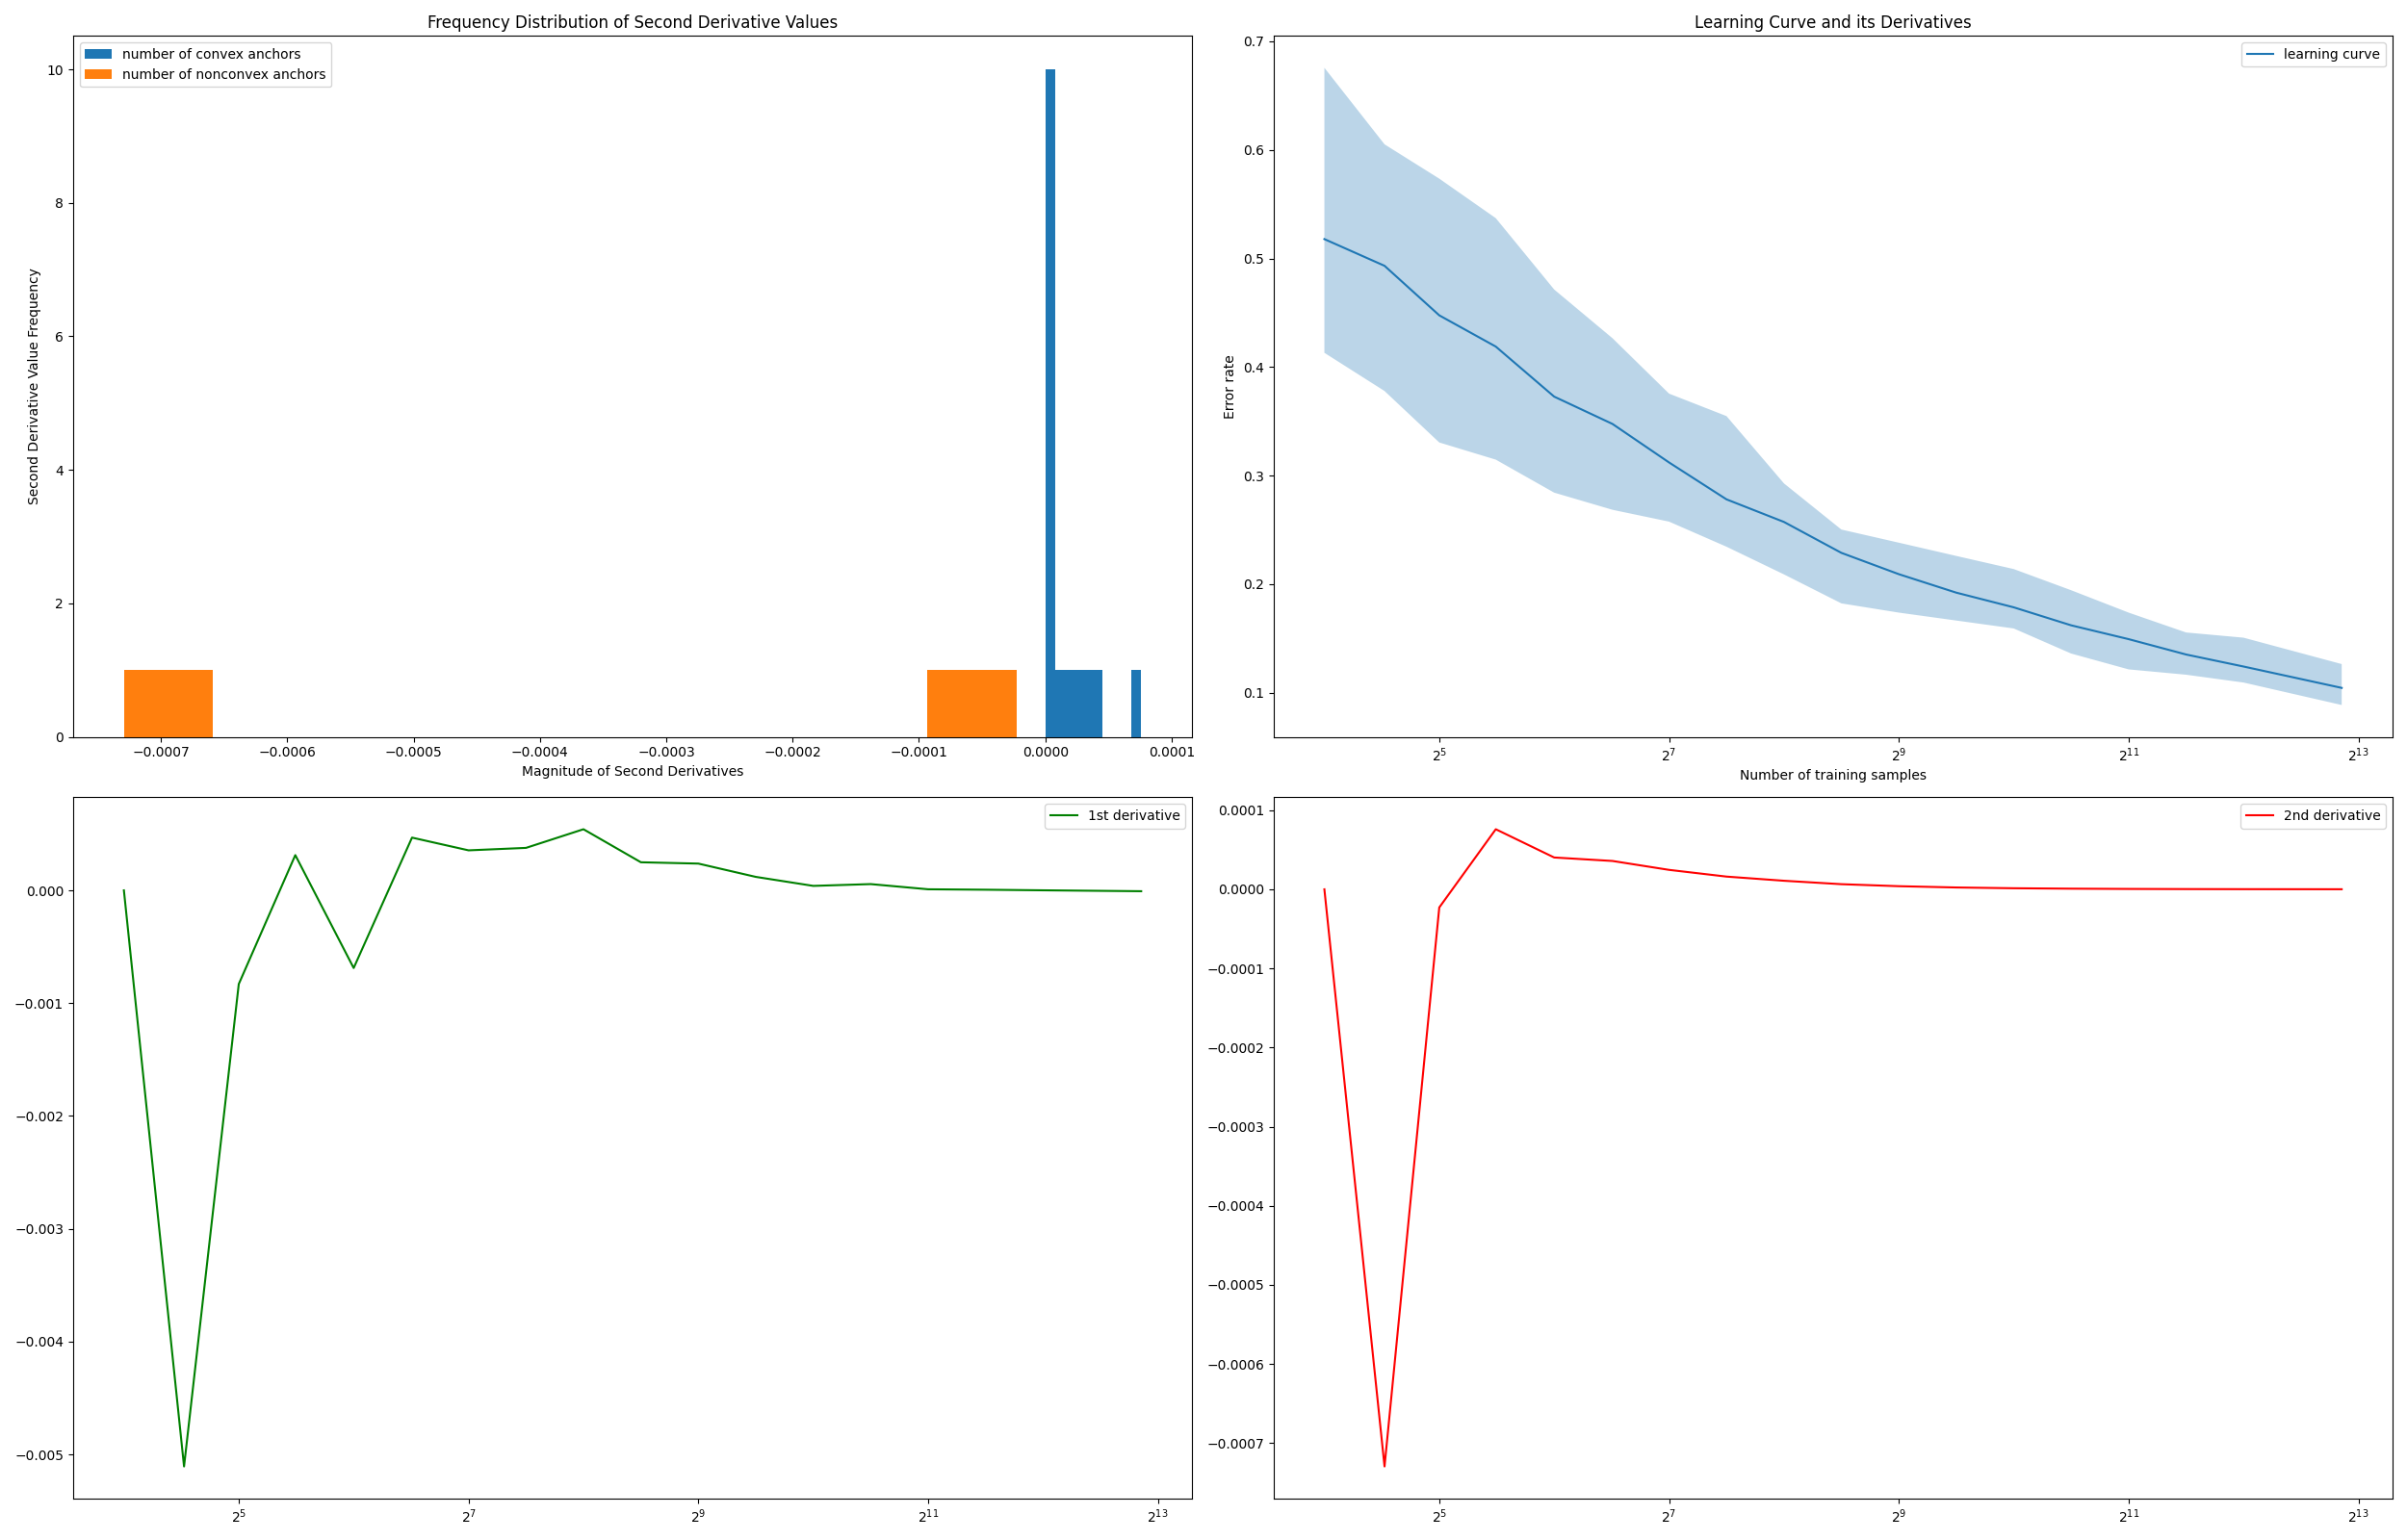 Frequency Distribution of Second Derivative Values
number of convex anchors
number of nonconvex anchors
Second Derivative Value Frequency
10
8
6
4
2
0
−0.0007 −0.0006 −0.0005 −0.0004 −0.0003 −0.0002 −0.0001 0.0000 0.0001
Magnitude of Second Derivatives
Learning Curve and its Derivatives
learning curve
Error rate
0.7
0.6
0.5
0.4
0.3
0.2
0.1
2^5 2^7 2^9 2^11 2^13
Number of training samples
1st derivative
0.000
−0.001
−0.002
−0.003
−0.004
−0.005
2^5 2^7 2^9 2^11 2^13
2nd derivative
0.0001
0.0000
−0.0001
−0.0002
−0.0003
−0.0004
−0.0005
−0.0006
−0.0007
2^5 2^7 2^9 2^11 2^13